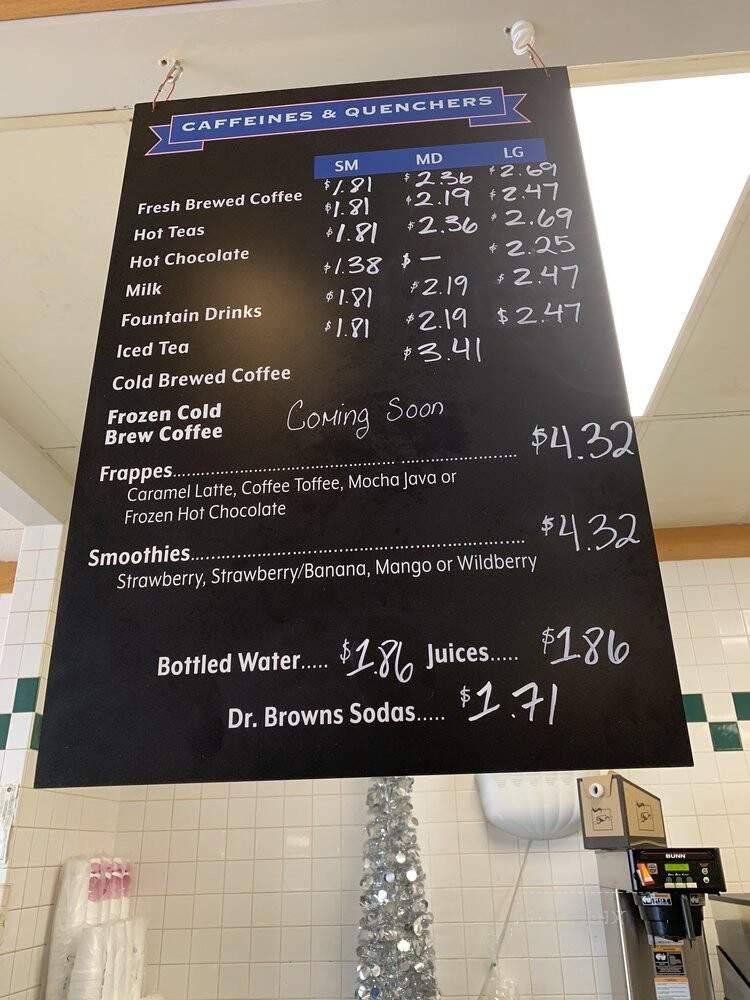 CAFFEINES & QUENCHERS
SM MD LG
Fresh Brewed Coffee $1.81 $2.36 $2.69
Hot Teas $1.81 $2.19 $2.47
Hot Chocolate $1.81 $2.36 $2.69
Milk $1.38 $— $2.25
Fountain Drinks $1.81 $2.19 $2.47
Iced Tea $1.81 $2.19 $2.47
Cold Brewed Coffee $3.41
Frozen Cold
Brew Coffee Coming Soon
Frappes........................................................................ $4.32
Caramel Latte, Coffee Toffee, Mocha Java or
Frozen Hot Chocolate
Smoothies..................................................................... $4.32
Strawberry, Strawberry/Banana, Mango or Wildberry
Bottled Water..... $1.86 Juices..... $1.86
Dr. Browns Sodas..... $1.71
BUNN